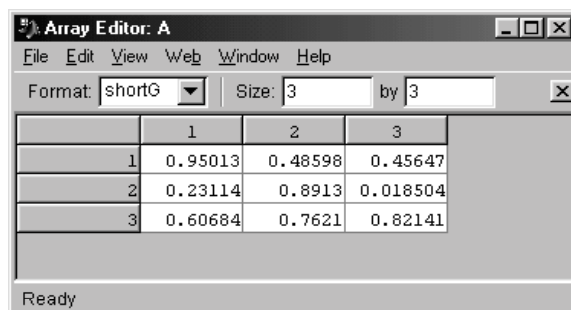 Array Editor: A
File Edit View Web Window Help
Format: shortG Size: 3 by 3
1 2 3
1 0.95013 0.48598 0.45647
2 0.23114 0.8913 0.018504
3 0.60684 0.7621 0.82141
Ready